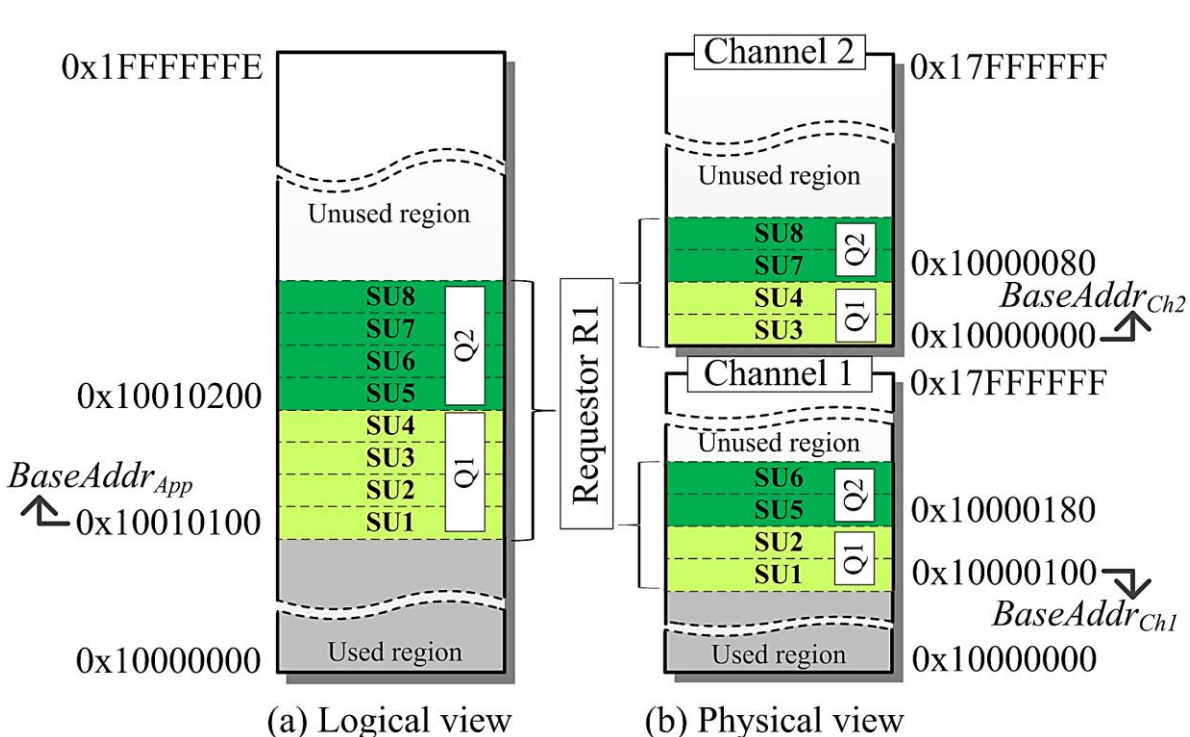 0x1FFFFFFE
Unused region
SU8
SU7
SU6
SU5
Q2
0x10010200
SU4
SU3
SU2
SU1
Q1
BaseAddrApp
0x10010100
Used region
0x10000000
(a) Logical view
Requestor R1
Channel 2
0x17FFFFFF
Unused region
SU8
SU7
Q2
0x10000080
SU4
SU3
Q1
BaseAddrCh2
0x10000000
Channel 1
0x17FFFFFF
Unused region
SU6
SU5
Q2
0x10000180
SU2
SU1
Q1
0x10000100
BaseAddrCh1
Used region
0x10000000
(b) Physical view